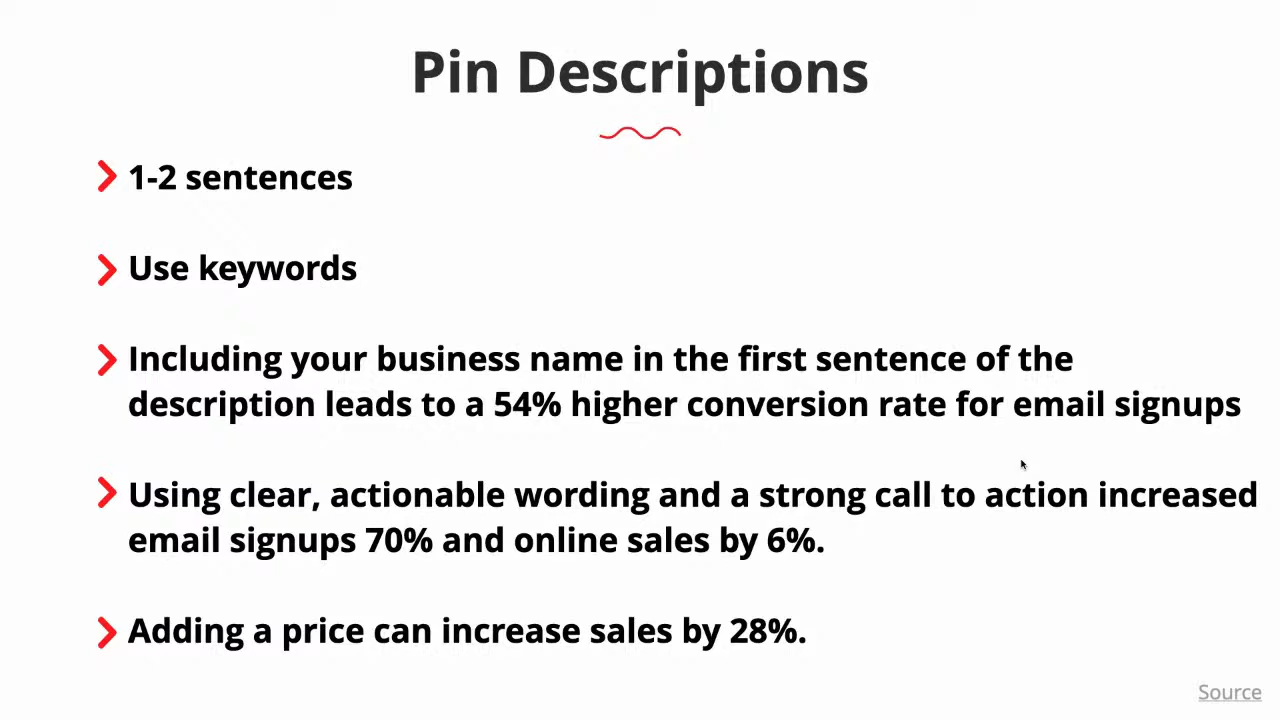 Pin Descriptions
1-2 sentences
Use keywords
Including your business name in the first sentence of the
description leads to a 54% higher conversion rate for email signups
Using clear, actionable wording and a strong call to action increased
email signups 70% and online sales by 6%.
Adding a price can increase sales by 28%.
Source